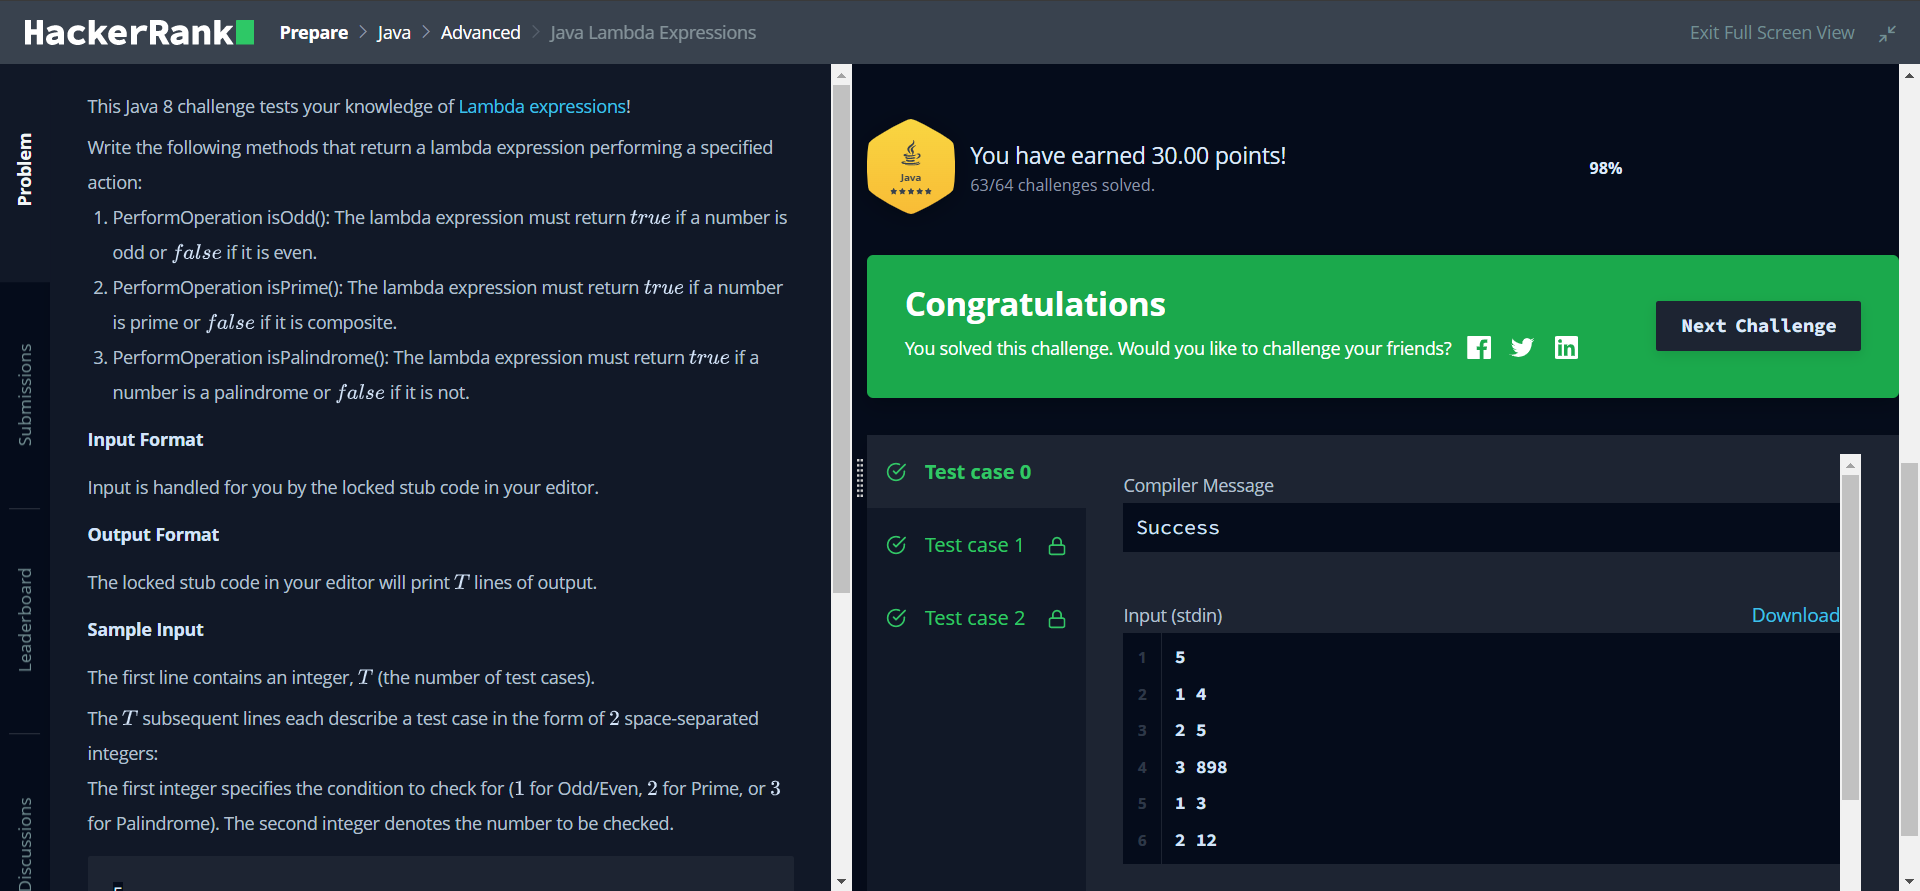 HackerRank
Prepare > Java > Advanced > Java Lambda Expressions
Exit Full Screen View
Problem
Submissions
Leaderboard
Discussions
This Java 8 challenge tests your knowledge of Lambda expressions!
Write the following methods that return a lambda expression performing a specified
action:
1. PerformOperation isOdd(): The lambda expression must return true if a number is
odd or false if it is even.
2. PerformOperation isPrime(): The lambda expression must return true if a number
is prime or false if it is composite.
3. PerformOperation isPalindrome(): The lambda expression must return true if a
number is a palindrome or false if it is not.
Input Format
Input is handled for you by the locked stub code in your editor.
Output Format
The locked stub code in your editor will print T lines of output.
Sample Input
The first line contains an integer, T (the number of test cases).
The T subsequent lines each describe a test case in the form of 2 space-separated
integers:
The first integer specifies the condition to check for (1 for Odd/Even, 2 for Prime, or 3
for Palindrome). The second integer denotes the number to be checked.
Java
You have earned 30.00 points!
63/64 challenges solved.
98%
Congratulations
You solved this challenge. Would you like to challenge your friends?
Next Challenge
Test case 0
Test case 1
Test case 2
Compiler Message
Success
Input (stdin)
Download
1 5
2 1 4
3 2 5
4 3 898
5 1 3
6 2 12